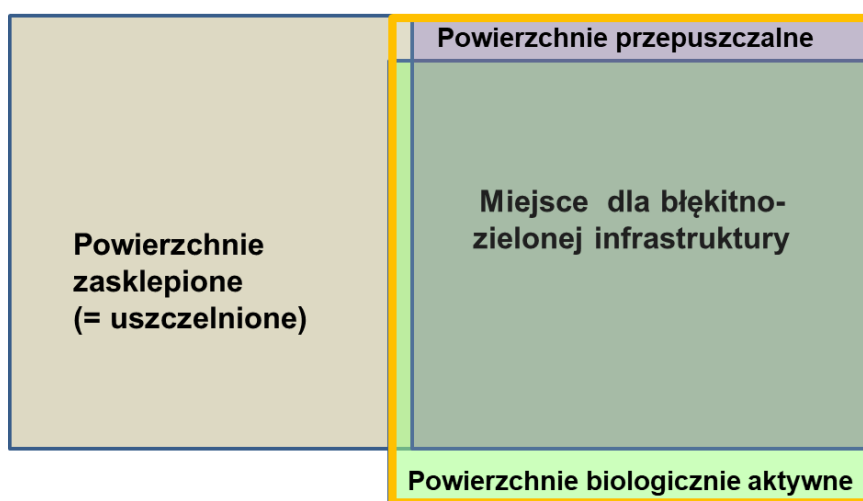 Powierzchnie przepuszczalne
Miejsce dla błękitno-
zielonej infrastruktury
Powierzchnie
zasklepione
(= uszczelnione)
Powierzchnie biologicznie aktywne